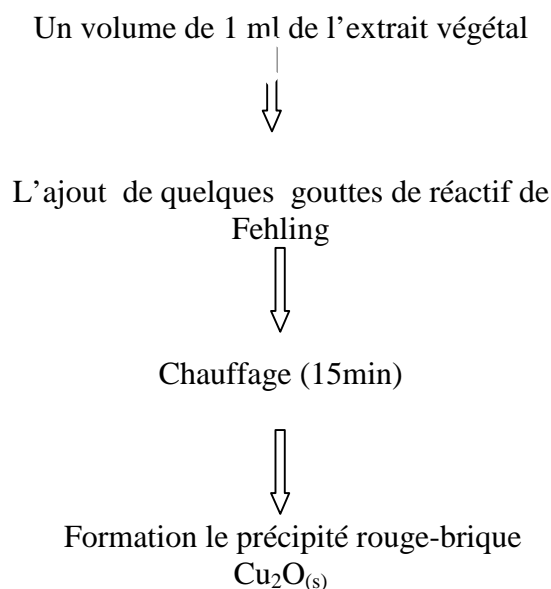 Un volume de 1 ml de l’extrait végétal
L’ajout de quelques gouttes de réactif de
Fehling
Chauffage (15min)
Formation le précipité rouge-brique
Cu₂O₍s₎